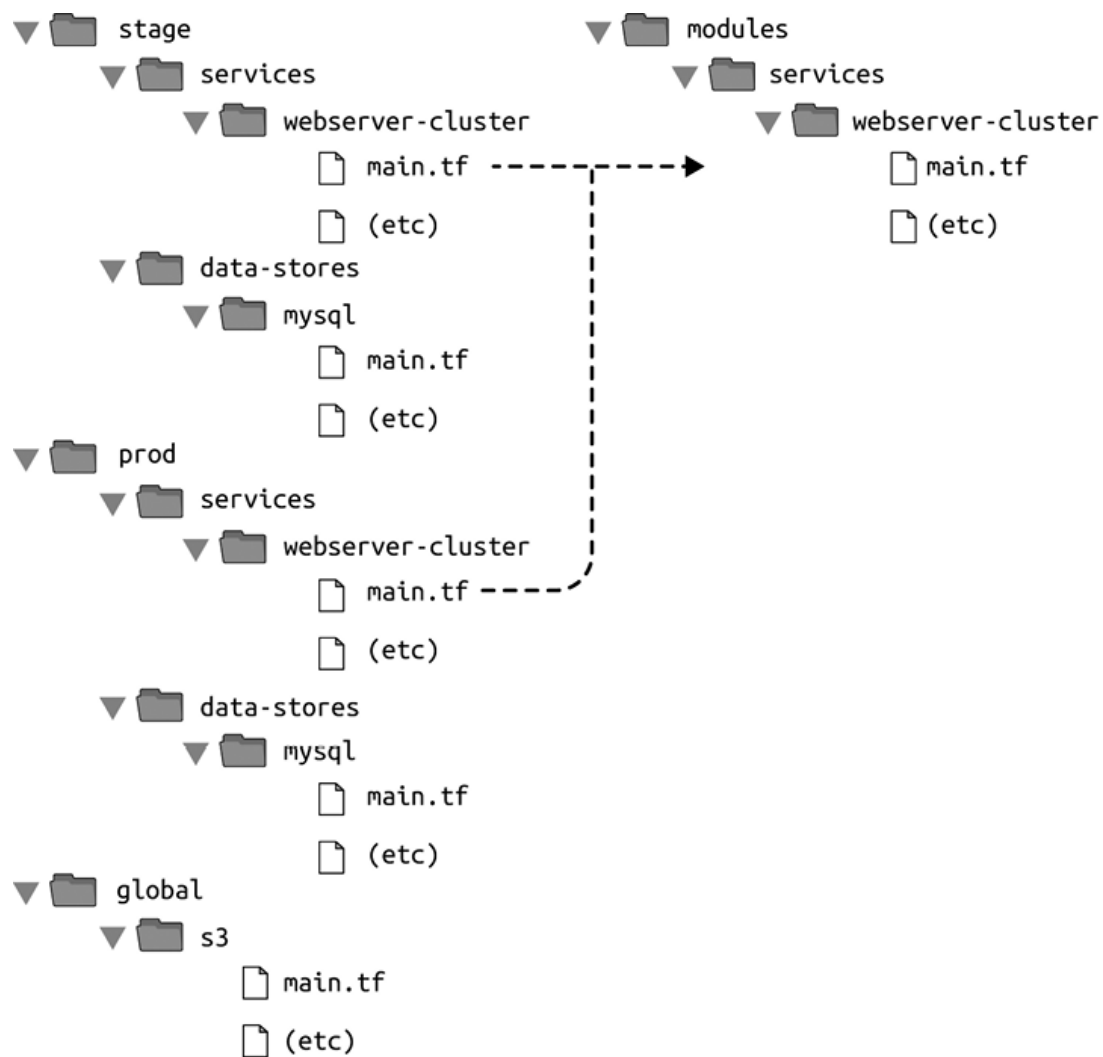 stage
services
webserver-cluster
main.tf
(etc)
data-stores
mysql
main.tf
(etc)
prod
services
webserver-cluster
main.tf
(etc)
data-stores
mysql
main.tf
(etc)
global
s3
main.tf
(etc)
modules
services
webserver-cluster
main.tf
(etc)